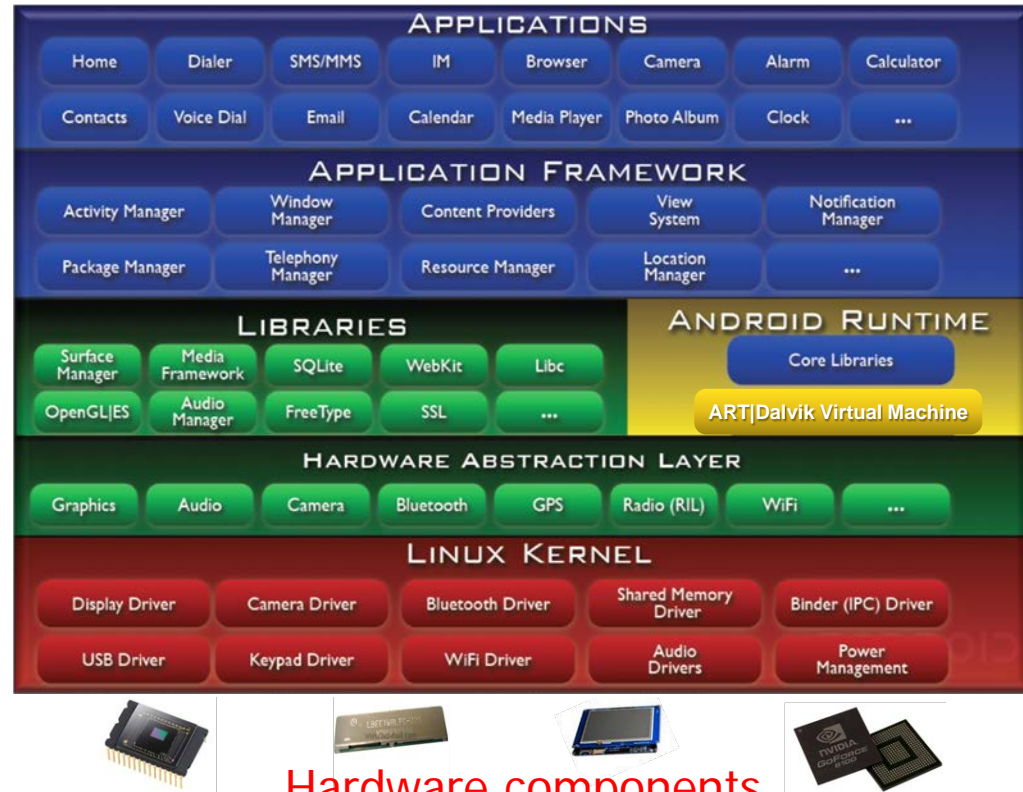 APPLICATIONS
Home Dialer SMS/MMS IM Browser Camera Alarm Calculator
Contacts Voice Dial Email Calendar Media Player Photo Album Clock ...
APPLICATION FRAMEWORK
Activity Manager
Window
Manager
Content Providers
View
System
Notification
Manager
Package Manager
Telephony
Manager
Resource Manager
Location
Manager
...
LIBRARIES
Surface
Manager
Media
Framework
SQLite
WebKit
Libc
OpenGL|ES
Audio
Manager
FreeType
SSL
...
ANDROID RUNTIME
Core Libraries
ART|Dalvik Virtual Machine
HARDWARE ABSTRACTION LAYER
Graphics Audio Camera Bluetooth GPS Radio (RIL) WiFi ...
LINUX KERNEL
Display Driver
Camera Driver
Bluetooth Driver
Shared Memory
Driver
Binder (IPC) Driver
USB Driver
Keypad Driver
WiFi Driver
Audio
Drivers
Power
Management
NVIDIA
GOFORCE
Hardware components